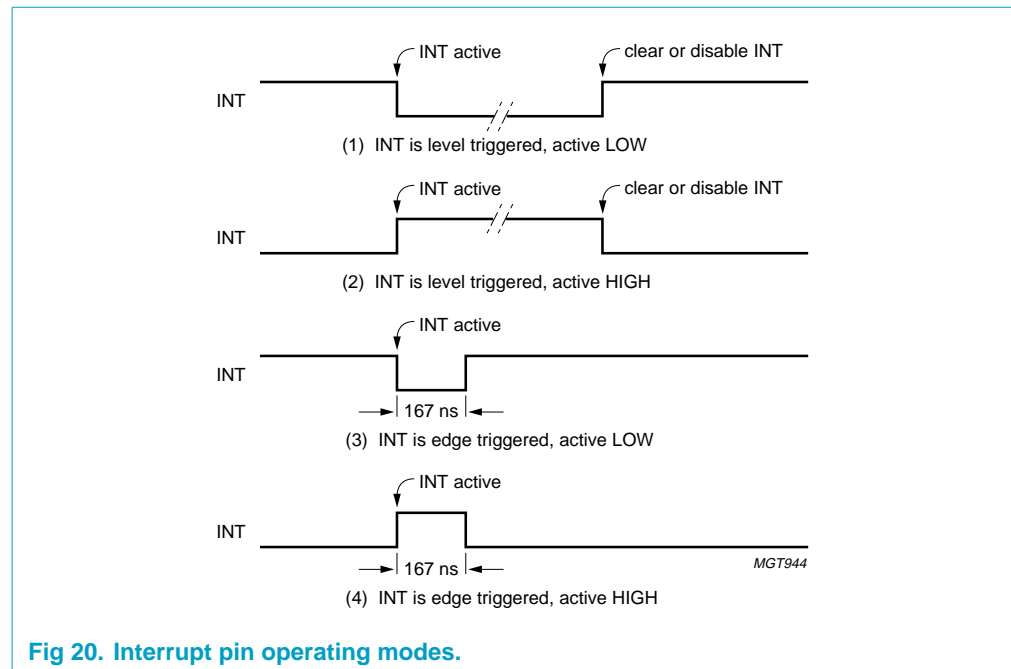 INT active
clear or disable INT
INT
(1) INT is level triggered, active LOW
INT active
clear or disable INT
INT
(2) INT is level triggered, active HIGH
INT active
INT
167 ns
(3) INT is edge triggered, active LOW
INT active
INT
167 ns
MGT944
(4) INT is edge triggered, active HIGH
Fig 20. Interrupt pin operating modes.